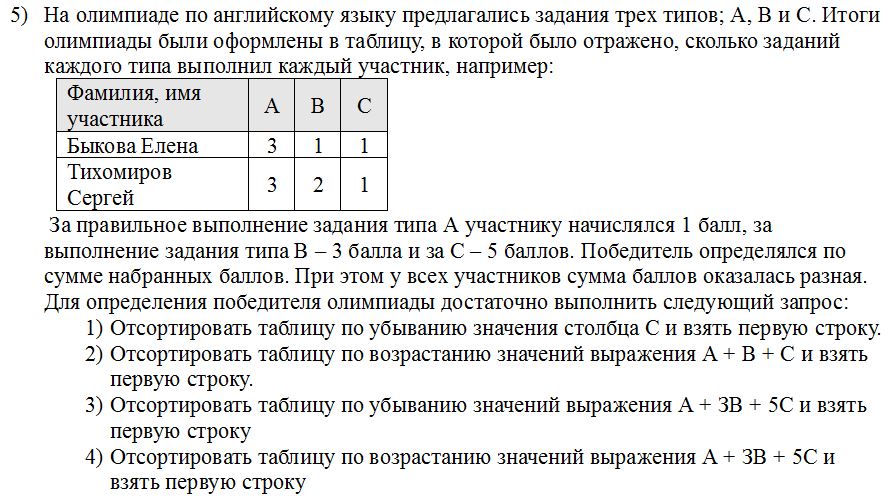 5) На олимпиаде по английскому языку предлагались задания трех типов; А, В и С. Итоги
олимпиады были оформлены в таблицу, в которой было отражено, сколько заданий
каждого типа выполнил каждый участник, например:
Фамилия, имя
участника А В С
Быкова Елена 3 1 1
Тихомиров
Сергей 3 2 1
За правильное выполнение задания типа А участнику начислялся 1 балл, за
выполнение задания типа В – 3 балла и за С – 5 баллов. Победитель определялся по
сумме набранных баллов. При этом у всех участников сумма баллов оказалась разная.
Для определения победителя олимпиады достаточно выполнить следующий запрос:
1) Отсортировать таблицу по убыванию значения столбца С и взять первую строку.
2) Отсортировать таблицу по возрастанию значений выражения А + В + С и взять
первую строку.
3) Отсортировать таблицу по убыванию значений выражения А + ЗВ + 5С и взять
первую строку
4) Отсортировать таблицу по возрастанию значений выражения А + ЗВ + 5С и
взять первую строку